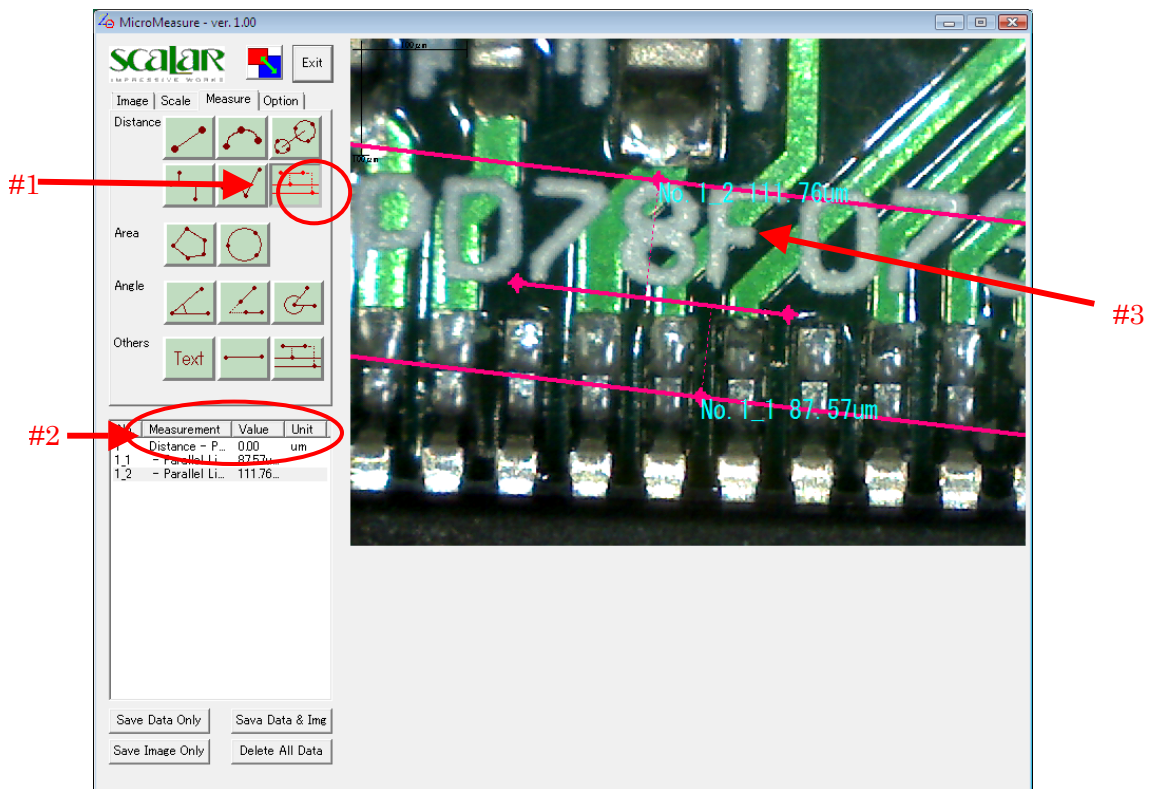 MicroMeasure - ver. 1.00
SCALAR
IMPRESSIVE WORKS
Exit
Image Scale Measure Option
Distance
#1
Area
Angle
Others
Text
#2
No Measurement Value Unit
1 Distance - P... 0.00 um
1_1 - Parallel Li... 87.57u...
1_2 - Parallel Li... 111.76...
Save Data Only Sava Data & Img
Save Image Only Delete All Data
100um
100um
No.1_2 111.76um
PD78F073
#3
No.1_1 87.57um